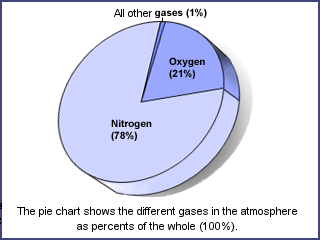 All other gases (1%)
Oxygen
(21%)
Nitrogen
(78%)
The pie chart shows the different gases in the atmosphere
as percents of the whole (100%).